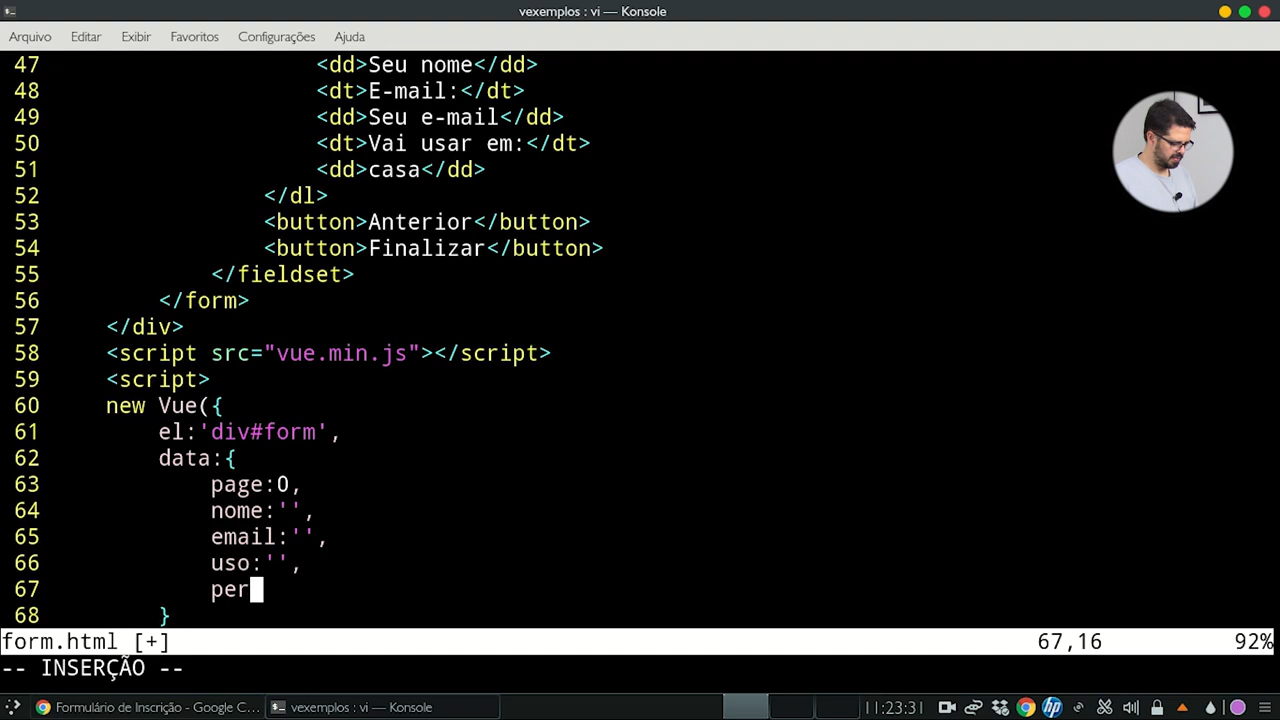 vexemplos : vi — Konsole
Arquivo Editar Exibir Favoritos Configurações Ajuda
47 <dd>Seu nome</dd>
48 <dt>E-mail:</dt>
49 <dd>Seu e-mail</dd>
50 <dt>Vai usar em:</dt>
51 <dd>casa</dd>
52 </dl>
53 <button>Anterior</button>
54 <button>Finalizar</button>
55 </fieldset>
56 </form>
57 </div>
58 <script src="vue.min.js"></script>
59 <script>
60 new Vue({
61 el:'div#form',
62 data:{
63 page:0,
64 nome:'',
65 email:'',
66 uso:'',
67 per
68 }
form.html [+] 67,16 92%
-- INSERÇÃO --
Formulário de Inscrição - Google C... vexemplos : vi — Konsole 11:23:31